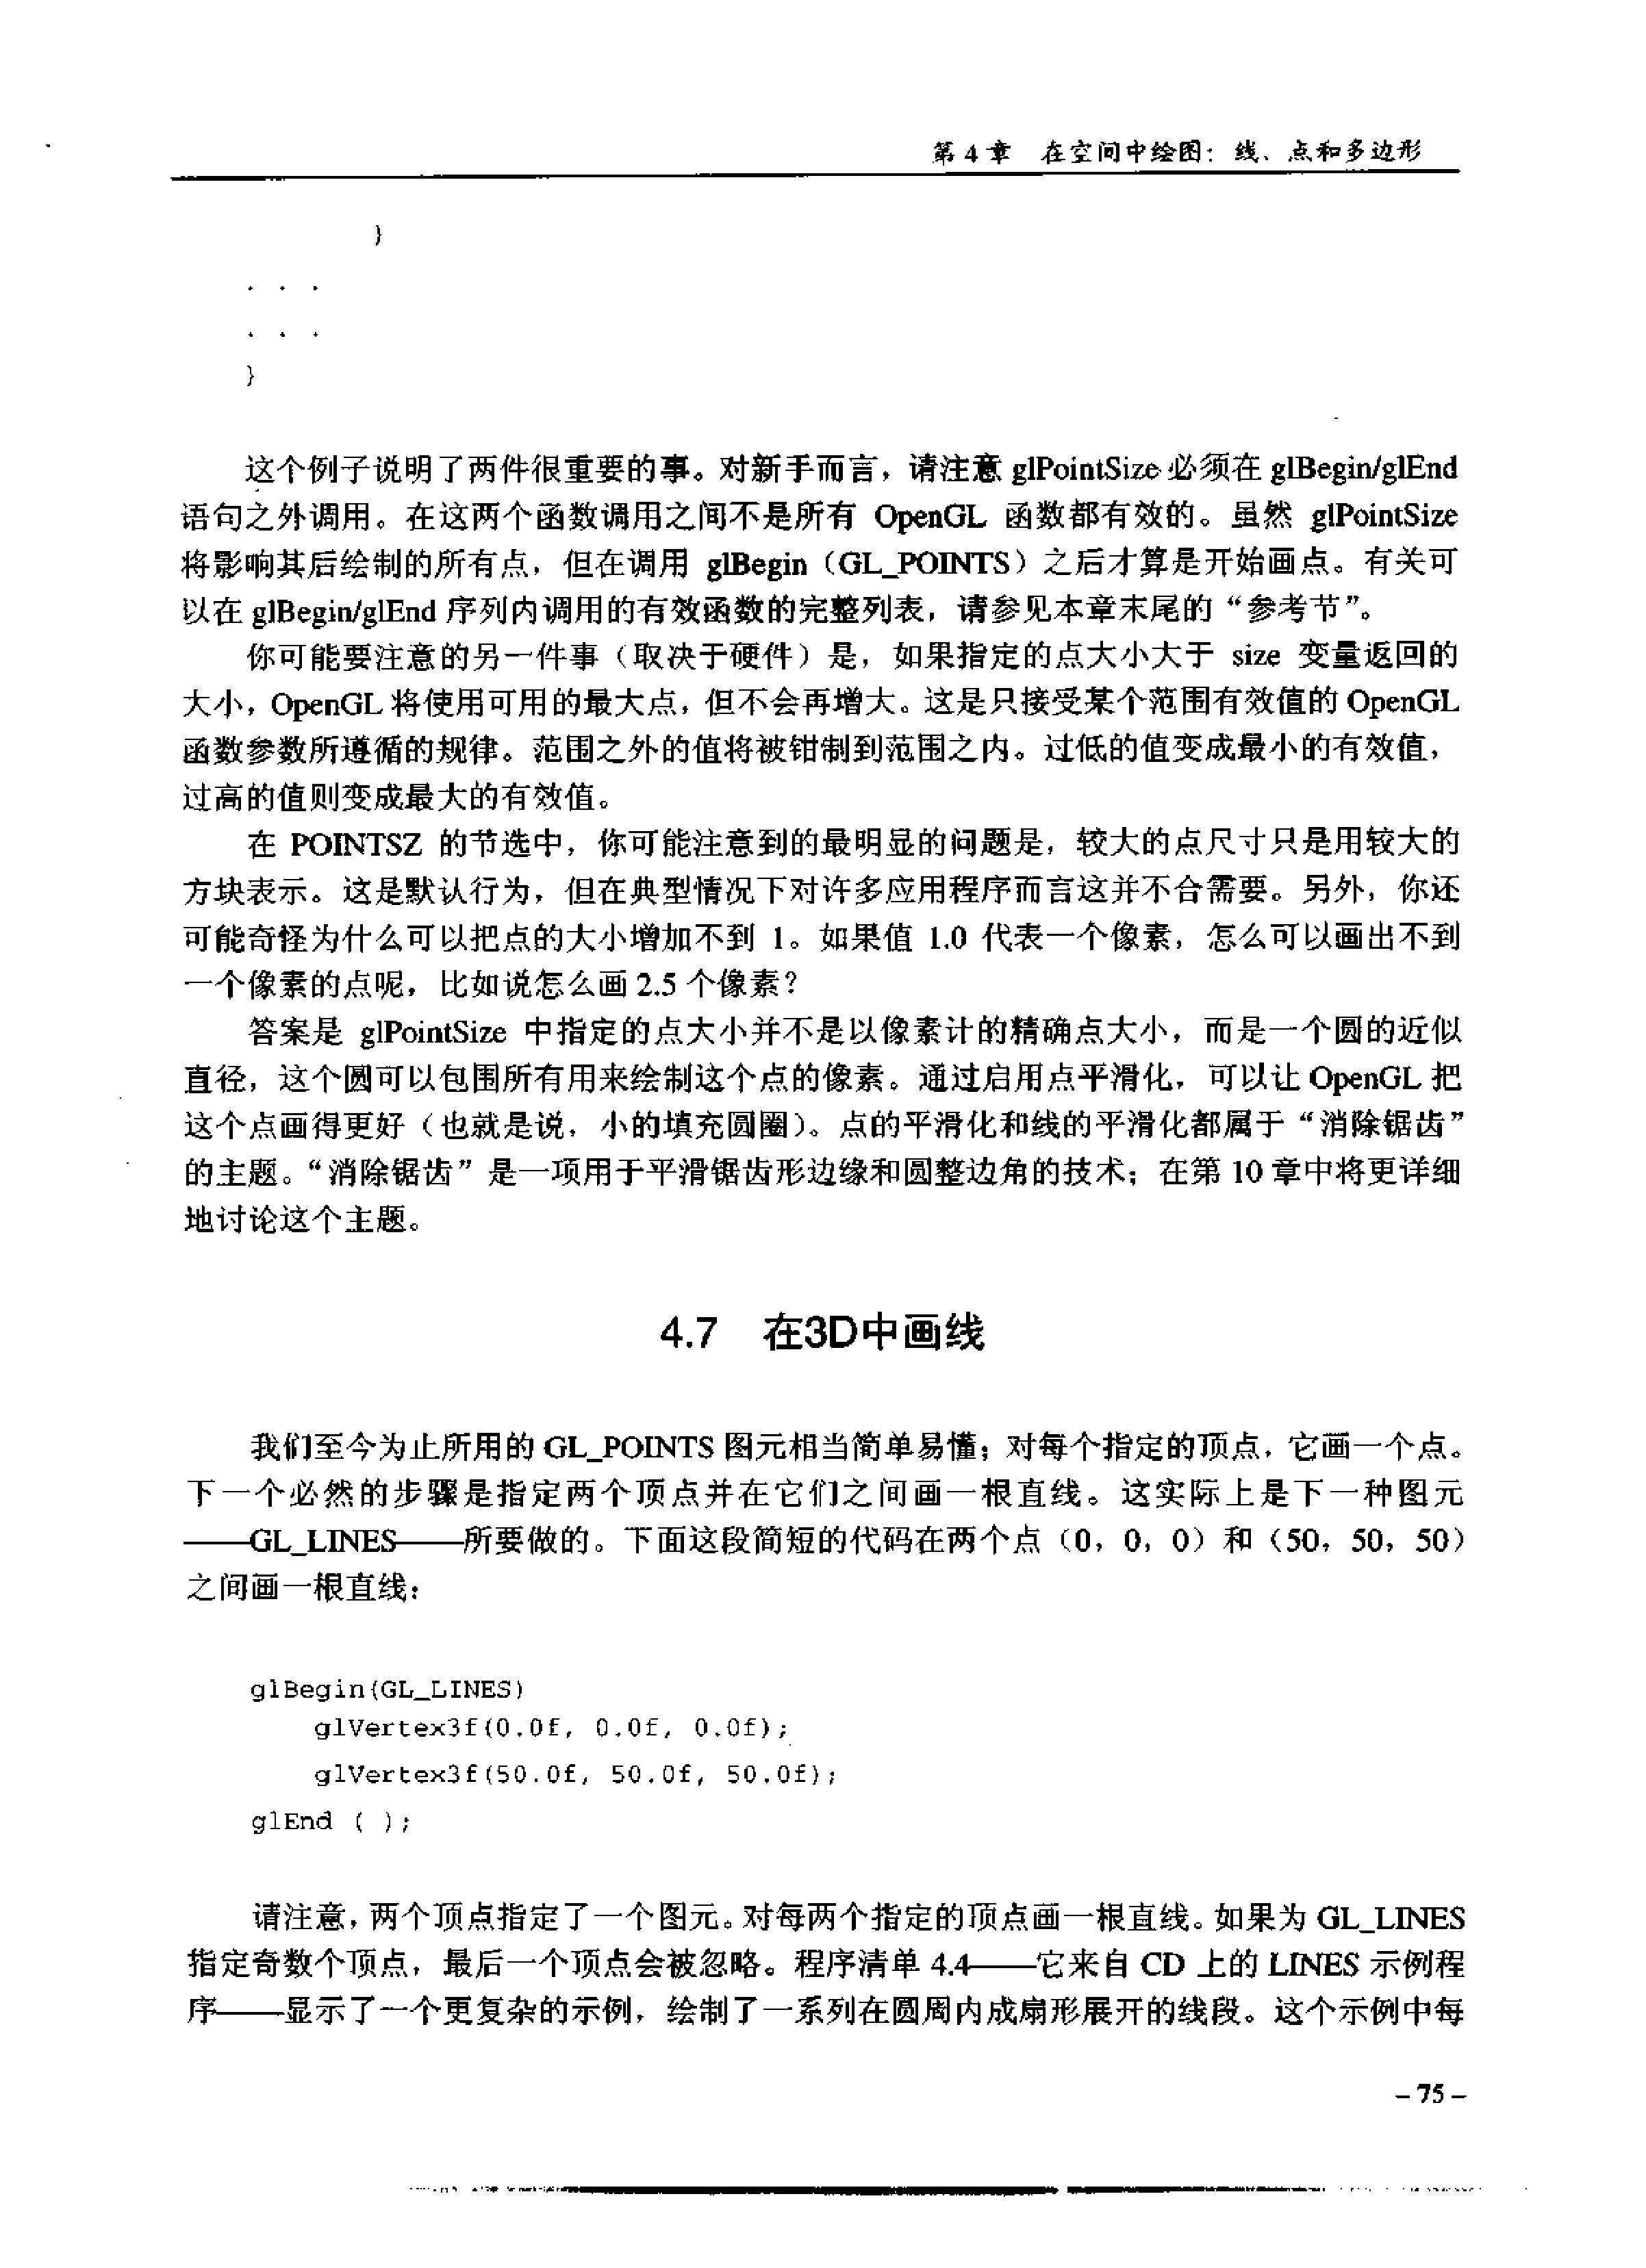 第 4 章 在空间中绘图：线、点和多边形
}
. . .
. . .
}
这个例子说明了两件很重要的事。对新手而言，请注意 glPointSize 必须在 glBegin/glEnd
语句之外调用。在这两个函数调用之间不是所有 OpenGL 函数都有效的。虽然 glPointSize
将影响其后绘制的所有点，但在调用 glBegin（GL_POINTS）之后才算是开始画点。有关可
以在 glBegin/glEnd 序列内调用的有效函数的完整列表，请参见本章末尾的“参考节”。
你可能要注意的另一件事（取决于硬件）是，如果指定的点大小大于 size 变量返回的
大小，OpenGL 将使用可用的最大点，但不会再增大。这是只接受某个范围有效值的 OpenGL
函数参数所遵循的规律。范围之外的值将被钳制到范围之内。过低的值变成最小的有效值，
过高的值则变成最大的有效值。
在 POINTSZ 的节选中，你可能注意到的最明显的问题是，较大的点尺寸只是用较大的
方块表示。这是默认行为，但在典型情况下对许多应用程序而言这并不合需要。另外，你还
可能奇怪为什么可以把点的大小增加不到 1。如果值 1.0 代表一个像素，怎么可以画出不到
一个像素的点呢，比如说怎么画 2.5 个像素？
答案是 glPointSize 中指定的点大小并不是以像素计的精确点大小，而是一个圆的近似
直径，这个圆可以包围所有用来绘制这个点的像素。通过启用点平滑化，可以让 OpenGL 把
这个点画得更好（也就是说，小的填充圆圈）。点的平滑化和线的平滑化都属于“消除锯齿”
的主题。“消除锯齿”是一项用于平滑锯齿形边缘和圆整边角的技术；在第 10 章中将更详细
地讨论这个主题。
4.7 在3D中画线
我们至今为止所用的 GL_POINTS 图元相当简单易懂；对每个指定的顶点，它画一个点。
下一个必然的步骤是指定两个顶点并在它们之间画一根直线。这实际上是下一种图元
——GL_LINES——所要做的。下面这段简短的代码在两个点（0，0，0）和（50，50，50）
之间画一根直线：
glBegin(GL_LINES)
glVertex3f(0.0f, 0.0f, 0.0f);
glVertex3f(50.0f, 50.0f, 50.0f);
glEnd ( );
请注意，两个顶点指定了一个图元。对每两个指定的顶点画一根直线。如果为 GL_LINES
指定奇数个顶点，最后一个顶点会被忽略。程序清单 4.4——它来自 CD 上的 LINES 示例程
序——显示了一个更复杂的示例，绘制了一系列在圆周内成扇形展开的线段。这个示例中每
– 75 –